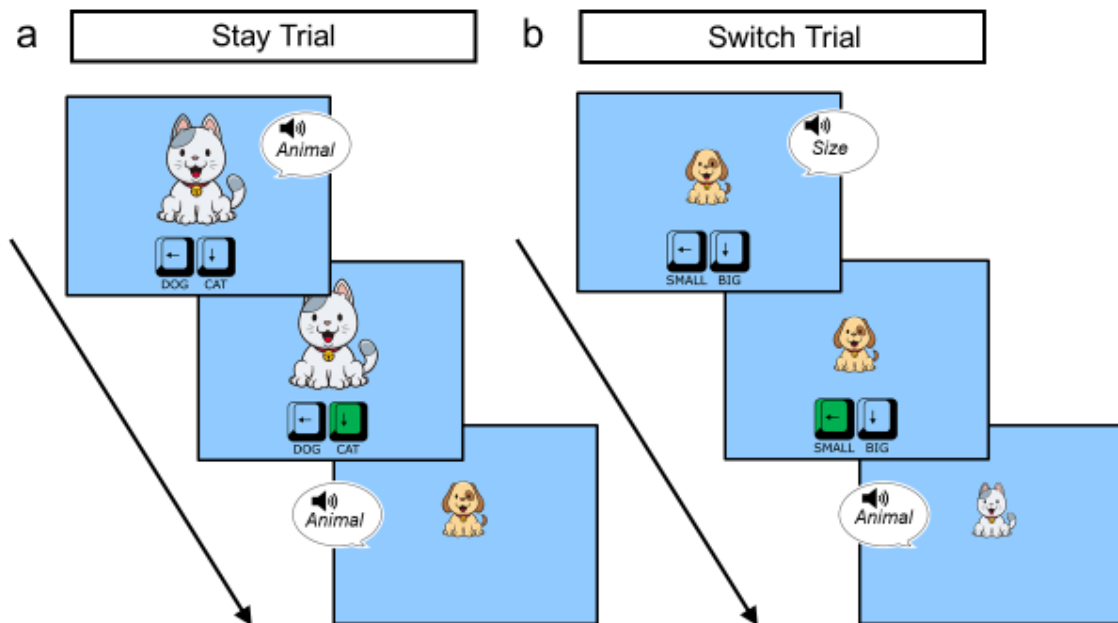 a
Stay Trial
b
Switch Trial
Animal
DOG CAT
DOG CAT
Animal
Size
SMALL BIG
SMALL BIG
Animal